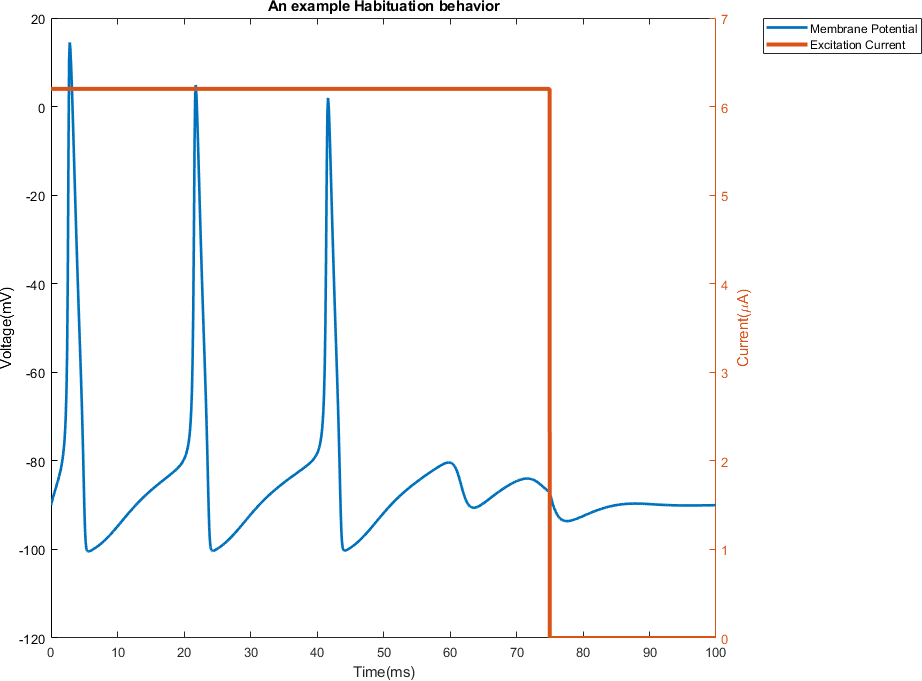 An example Habituation behavior
Membrane Potential
Excitation Current
Voltage(mV)
20
0
-20
-40
-60
-80
-100
-120
Current(μA)
7
6
5
4
3
2
1
0
0 10 20 30 40 50 60 70 80 90 100
Time(ms)